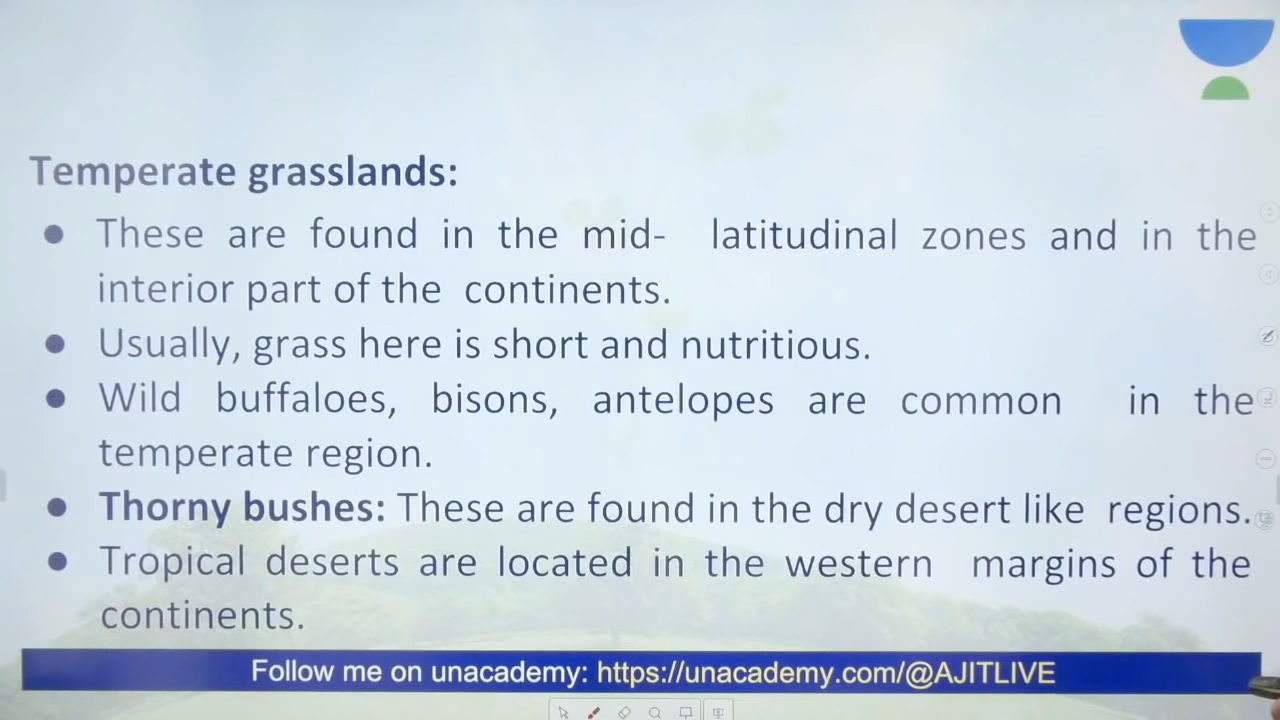 Temperate grasslands:
● These are found in the mid- latitudinal zones and in the
interior part of the continents.
● Usually, grass here is short and nutritious.
● Wild buffaloes, bisons, antelopes are common in the
temperate region.
● Thorny bushes: These are found in the dry desert like regions.
● Tropical deserts are located in the western margins of the
continents.
Follow me on unacademy: https://unacademy.com/@AJITLIVE